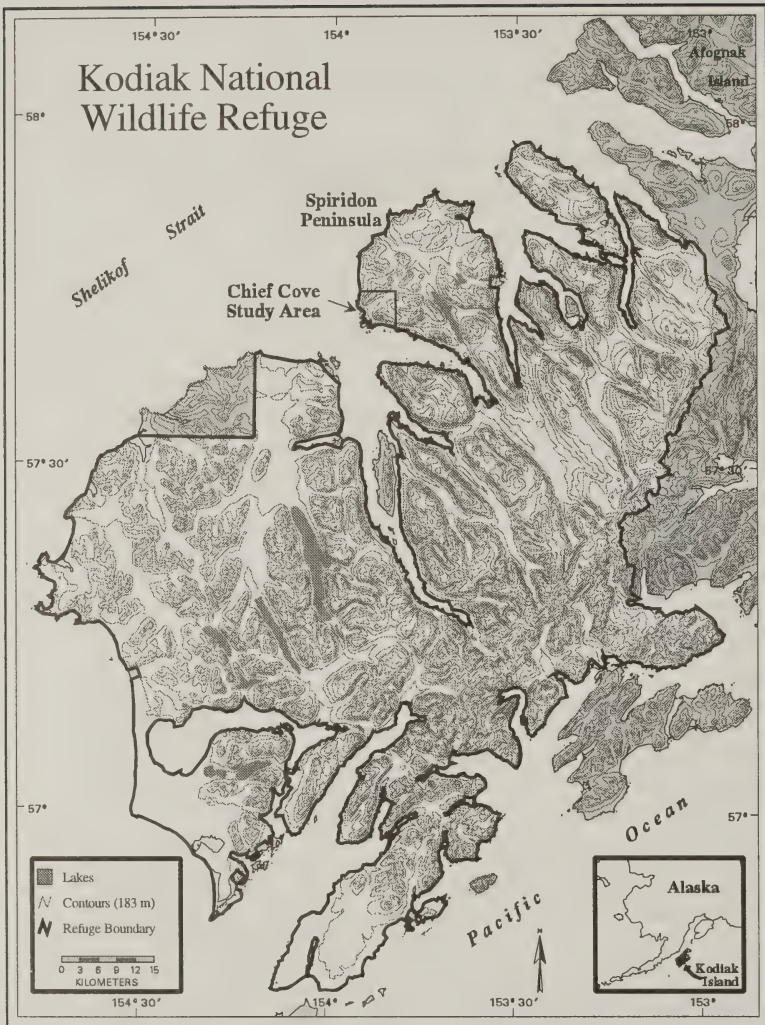 154° 30'
154°
153° 30'
153°
Kodiak National
Wildlife Refuge
Afognak
Island
58°
58°
Spiridon
Peninsula
Shelikof Strait
Chief Cove
Study Area
57° 30'
57° 30'
57°
57°
Pacific Ocean
Lakes
Contours (183 m)
Refuge Boundary
0 3 6 9 12 15
KILOMETERS
N
Alaska
Kodiak
Island
154° 30'
154°
153° 30'
153°